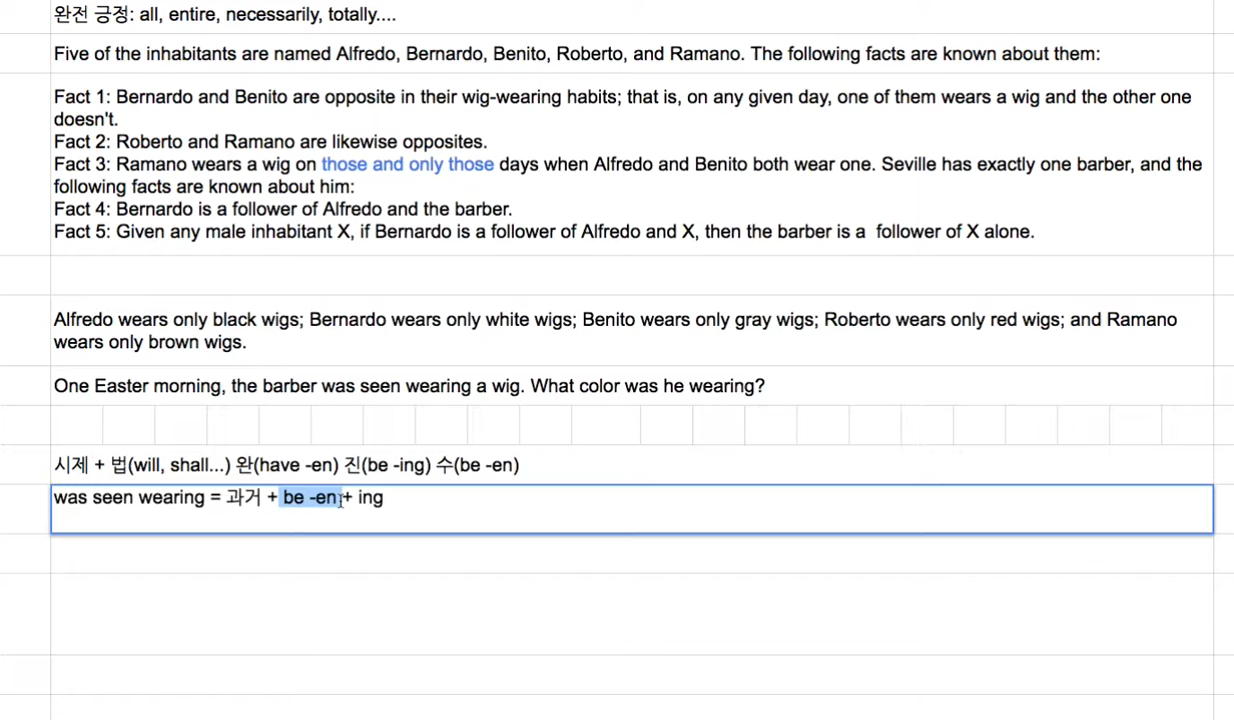 완전 긍정: all, entire, necessarily, totally....
Five of the inhabitants are named Alfredo, Bernardo, Benito, Roberto, and Ramano. The following facts are known about them:
Fact 1: Bernardo and Benito are opposite in their wig-wearing habits; that is, on any given day, one of them wears a wig and the other one
doesn't.
Fact 2: Roberto and Ramano are likewise opposites.
Fact 3: Ramano wears a wig on those and only those days when Alfredo and Benito both wear one. Seville has exactly one barber, and the
following facts are known about him:
Fact 4: Bernardo is a follower of Alfredo and the barber.
Fact 5: Given any male inhabitant X, if Bernardo is a follower of Alfredo and X, then the barber is a  follower of X alone.
Alfredo wears only black wigs; Bernardo wears only white wigs; Benito wears only gray wigs; Roberto wears only red wigs; and Ramano
wears only brown wigs.
One Easter morning, the barber was seen wearing a wig. What color was he wearing?
시제 + 법(will, shall...) 완(have -en) 진(be -ing) 수(be -en)
was seen wearing = 과거 + be -en + ing